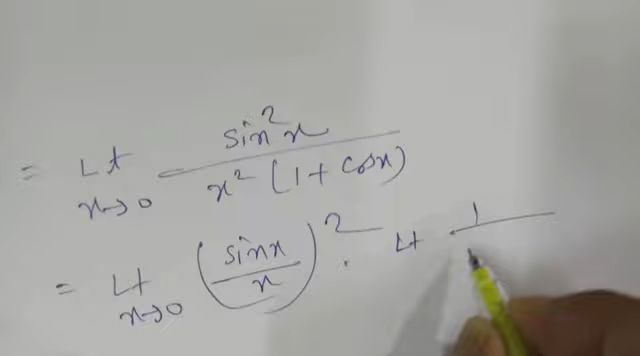 = Lt x→0 sin²x / x² (1 + cosx)
= Lt x→0 (sinx / x)² . Lt 1 /